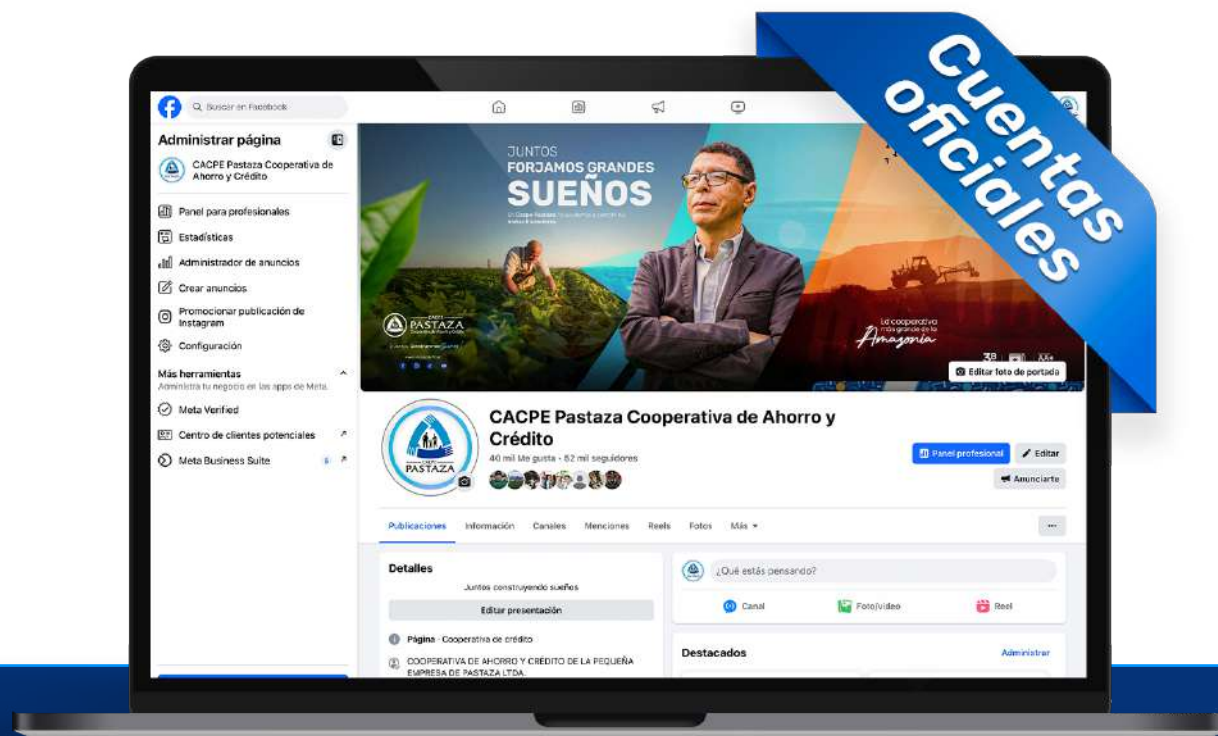 Cuentas
oficiales
Buscar en Facebook
Administrar página
CACPE Pastaza Cooperativa de
Ahorro y Crédito
Panel para profesionales
Estadísticas
Administrador de anuncios
Crear anuncios
Promocionar publicación de
Instagram
Configuración
Más herramientas
Administra tu negocio en las apps de Meta.
Meta Verified
Centro de clientes potenciales
Meta Business Suite
JUNTOS
FORJAMOS GRANDES
SUEÑOS
CACPE
PASTAZA
La cooperativa
más grande de la
Amazonía
38
Editar foto de portada
CACPE
PASTAZA
CACPE Pastaza Cooperativa de Ahorro y
Crédito
40 mil Me gusta • 52 mil seguidores
Panel profesional
Editar
Anunciarte
Publicaciones Información Canales Menciones Reels Fotos Más
Detalles
Juntos construyendo sueños
Editar presentación
Página · Cooperativa de crédito
COOPERATIVA DE AHORRO Y CRÉDITO DE LA PEQUEÑA
EMPRESA DE PASTAZA LTDA.
¿Qué estás pensando?
Canal Foto/video Reel
Destacados Administrar